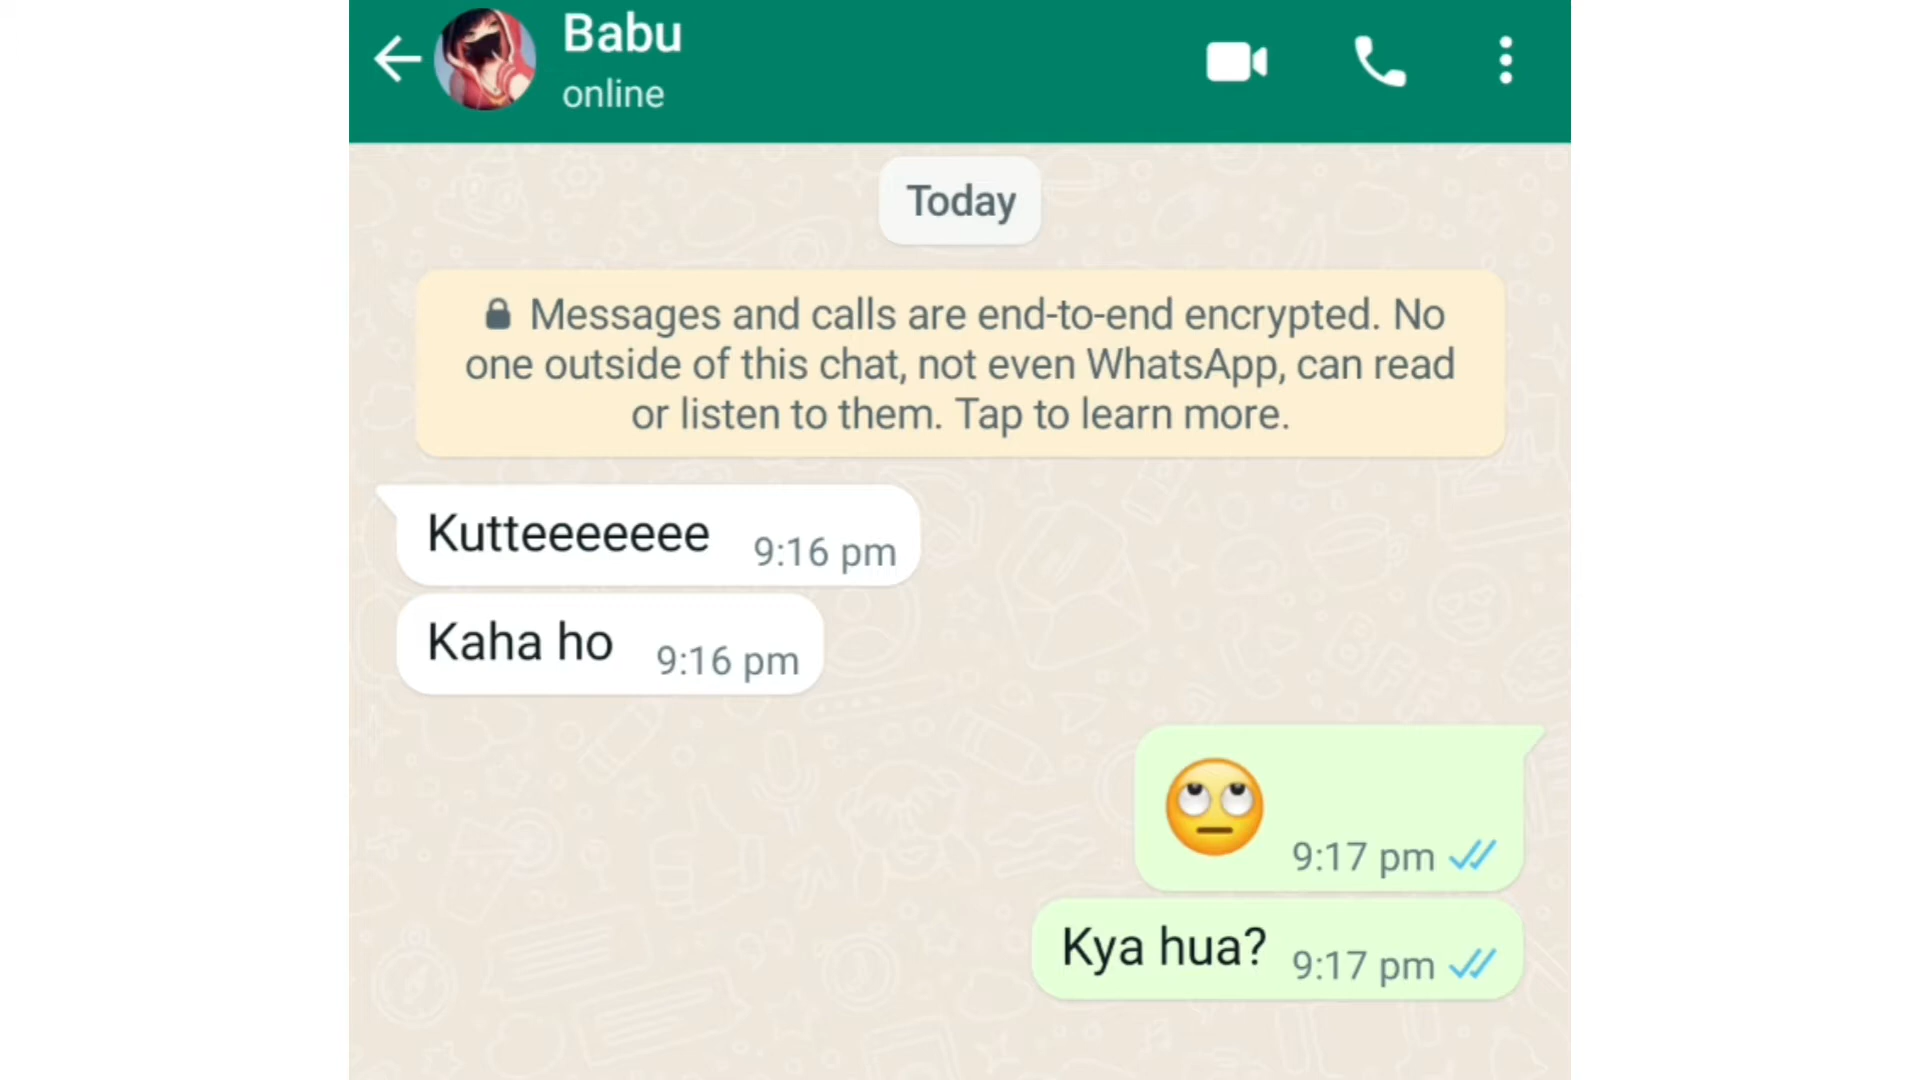 Babu
online
Today
Messages and calls are end-to-end encrypted. No
one outside of this chat, not even WhatsApp, can read
or listen to them. Tap to learn more.
Kutteeeeeee 9:16 pm
Kaha ho 9:16 pm
🙄 9:17 pm
Kya hua? 9:17 pm